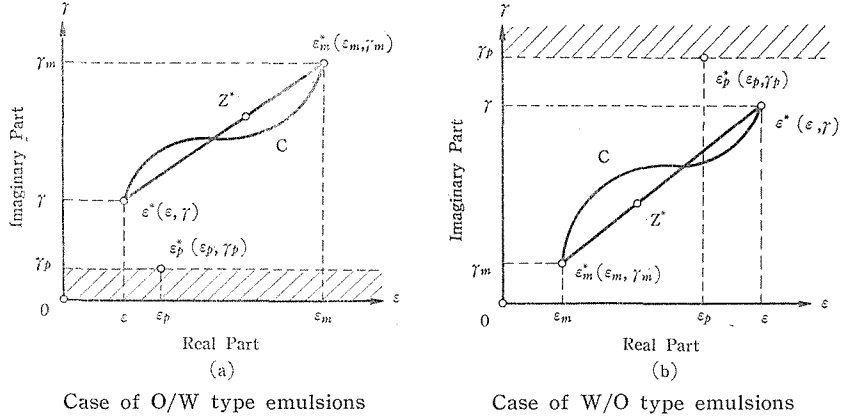 γ
ε*m (εm, γm)
γm
Z*
C
Imaginary Part
γ
ε* (ε, γ)
ε*p (εp, γp)
γp
0
ε
εp
εm
ε
Real Part
(a)
Case of O/W type emulsions
γ
γp
ε*p (εp, γp)
γ
ε* (ε, γ)
C
Imaginary Part
Z*
γm
ε*m (εm, γm)
0
εm
εp
ε
ε
Real Part
(b)
Case of W/O type emulsions